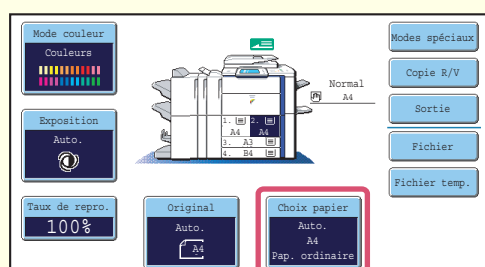 Mode couleur
Couleurs
Exposition
Auto.
Taux de repro.
100%
Normal
A4
1.
2.
A4
A4
3. A3
4. B4
Original
Auto.
A4
Choix papier
Auto.
A4
Pap. ordinaire
Modes spéciaux
Copie R/V
Sortie
Fichier
Fichier temp.